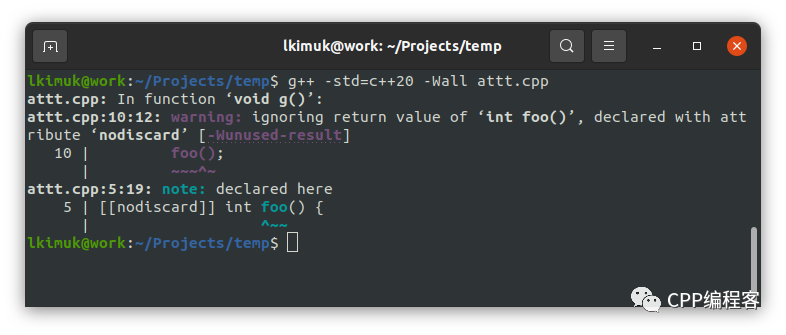 lkimuk@work: ~/Projects/temp
lkimuk@work:~/Projects/temp$ g++ -std=c++20 -Wall attt.cpp
attt.cpp: In function ‘void g()’:
attt.cpp:10:12: warning: ignoring return value of ‘int foo()’, declared with att
ribute ‘nodiscard’ [-Wunused-result]
   10 |         foo();
      |         ~~~^~
attt.cpp:5:19: note: declared here
    5 | [[nodiscard]] int foo() {
      |                   ^~~
lkimuk@work:~/Projects/temp$
CPP编程客